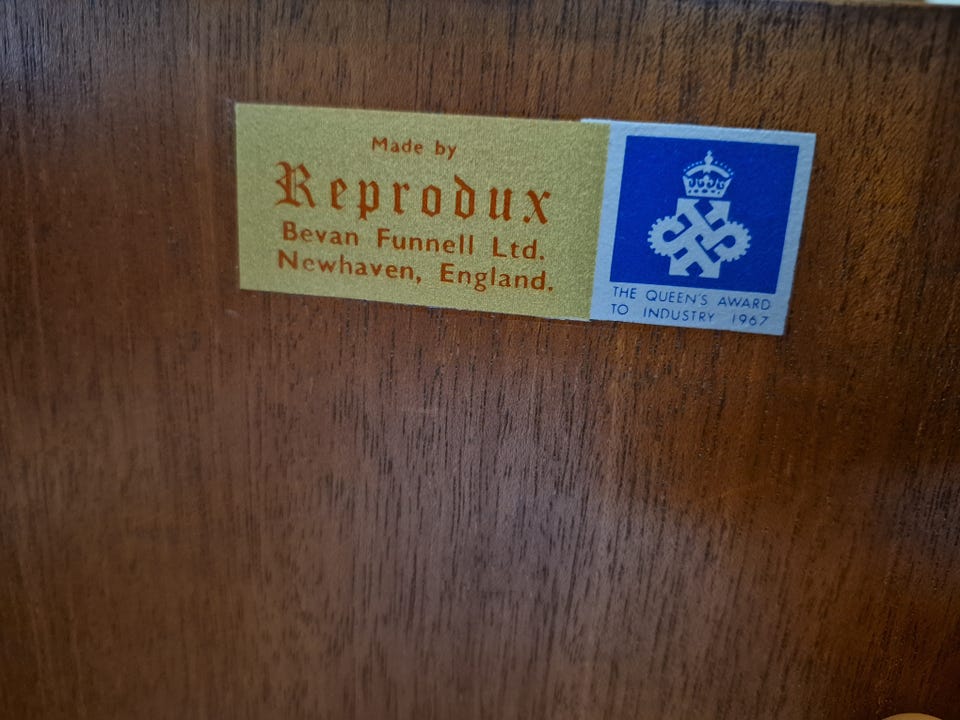 Made by
Reprodux
Bevan Funnell Ltd.
Newhaven, England.
THE QUEEN'S AWARD
TO INDUSTRY 1967